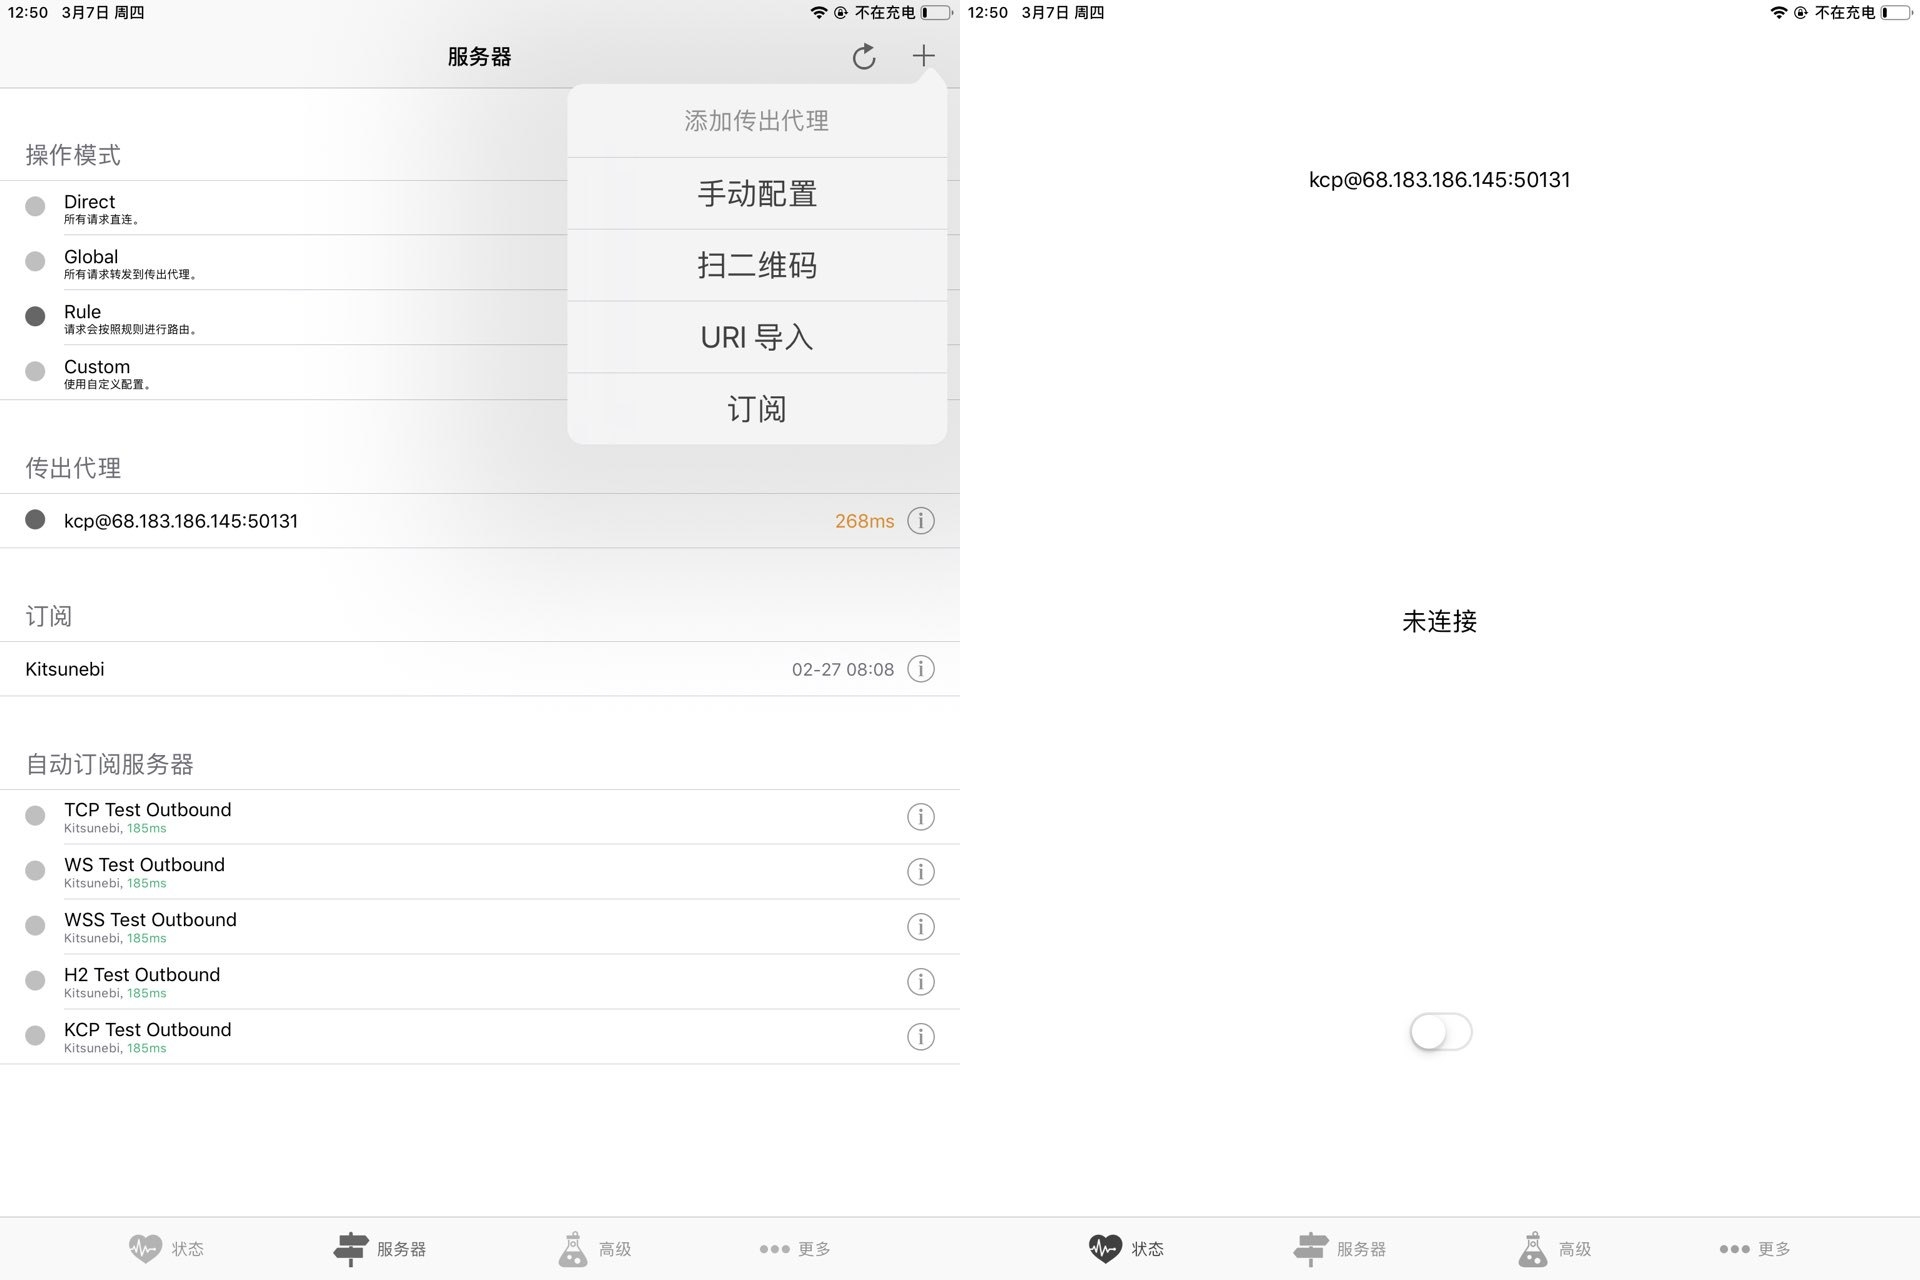 12:50 3月7日 周四
不在充电
服务器
添加传出代理
手动配置
扫二维码
URI 导入
订阅
操作模式
Direct
所有请求直连。
Global
所有请求转发到传出代理。
Rule
请求会按照规则进行路由。
Custom
使用自定义配置。
传出代理
kcp@68.183.186.145:50131 268ms
订阅
Kitsunebi 02-27 08:08
自动订阅服务器
TCP Test Outbound
Kitsunebi, 185ms
WS Test Outbound
Kitsunebi, 185ms
WSS Test Outbound
Kitsunebi, 185ms
H2 Test Outbound
Kitsunebi, 185ms
KCP Test Outbound
Kitsunebi, 185ms
状态 服务器 高级 更多
12:50 3月7日 周四
不在充电
kcp@68.183.186.145:50131
未连接
状态 服务器 高级 更多